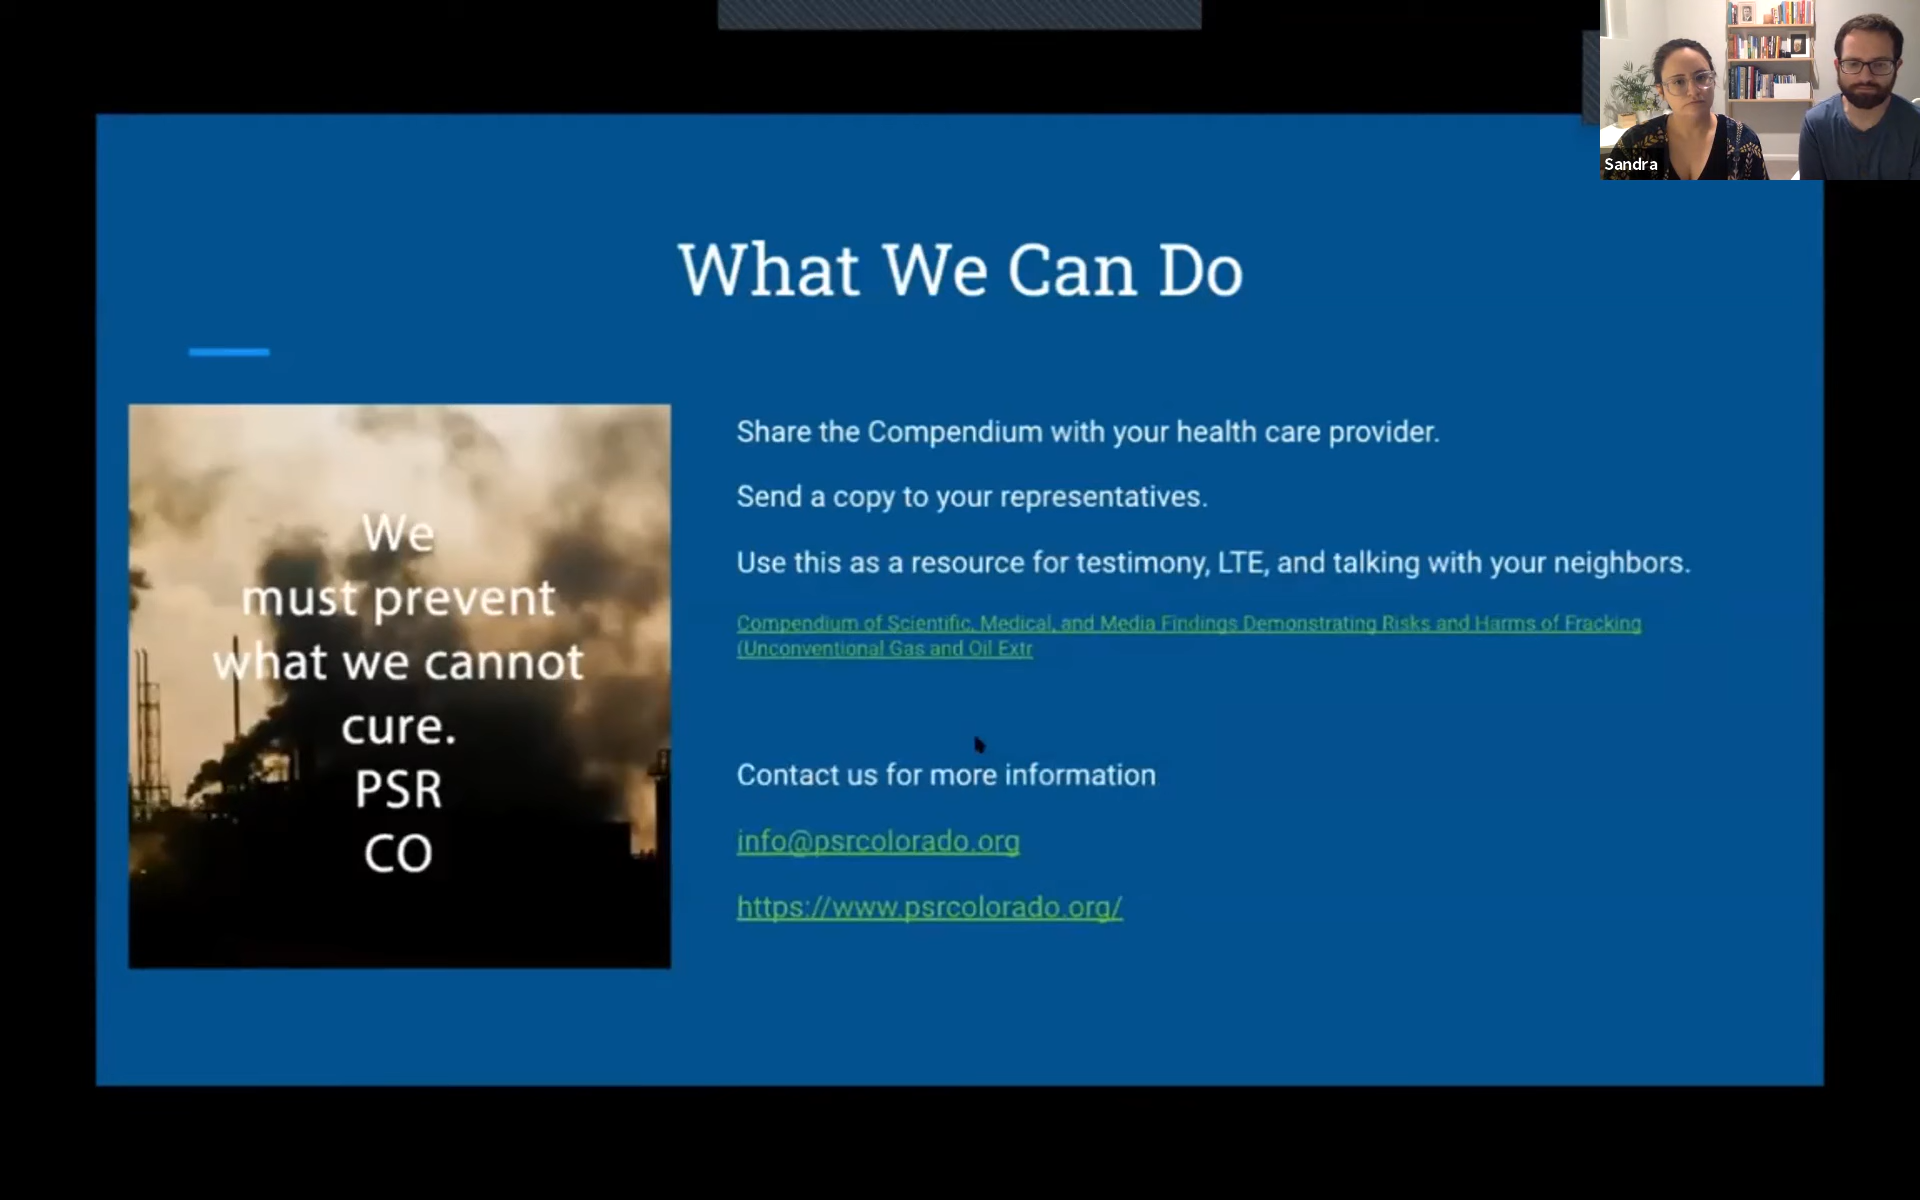 Sandra
What We Can Do
We
must prevent
what we cannot
cure.
PSR
CO
Share the Compendium with your health care provider.
Send a copy to your representatives.
Use this as a resource for testimony, LTE, and talking with your neighbors.
Compendium of Scientific, Medical, and Media Findings Demonstrating Risks and Harms of Fracking
(Unconventional Gas and Oil Extr
Contact us for more information
info@psrcolorado.org
https://www.psrcolorado.org/